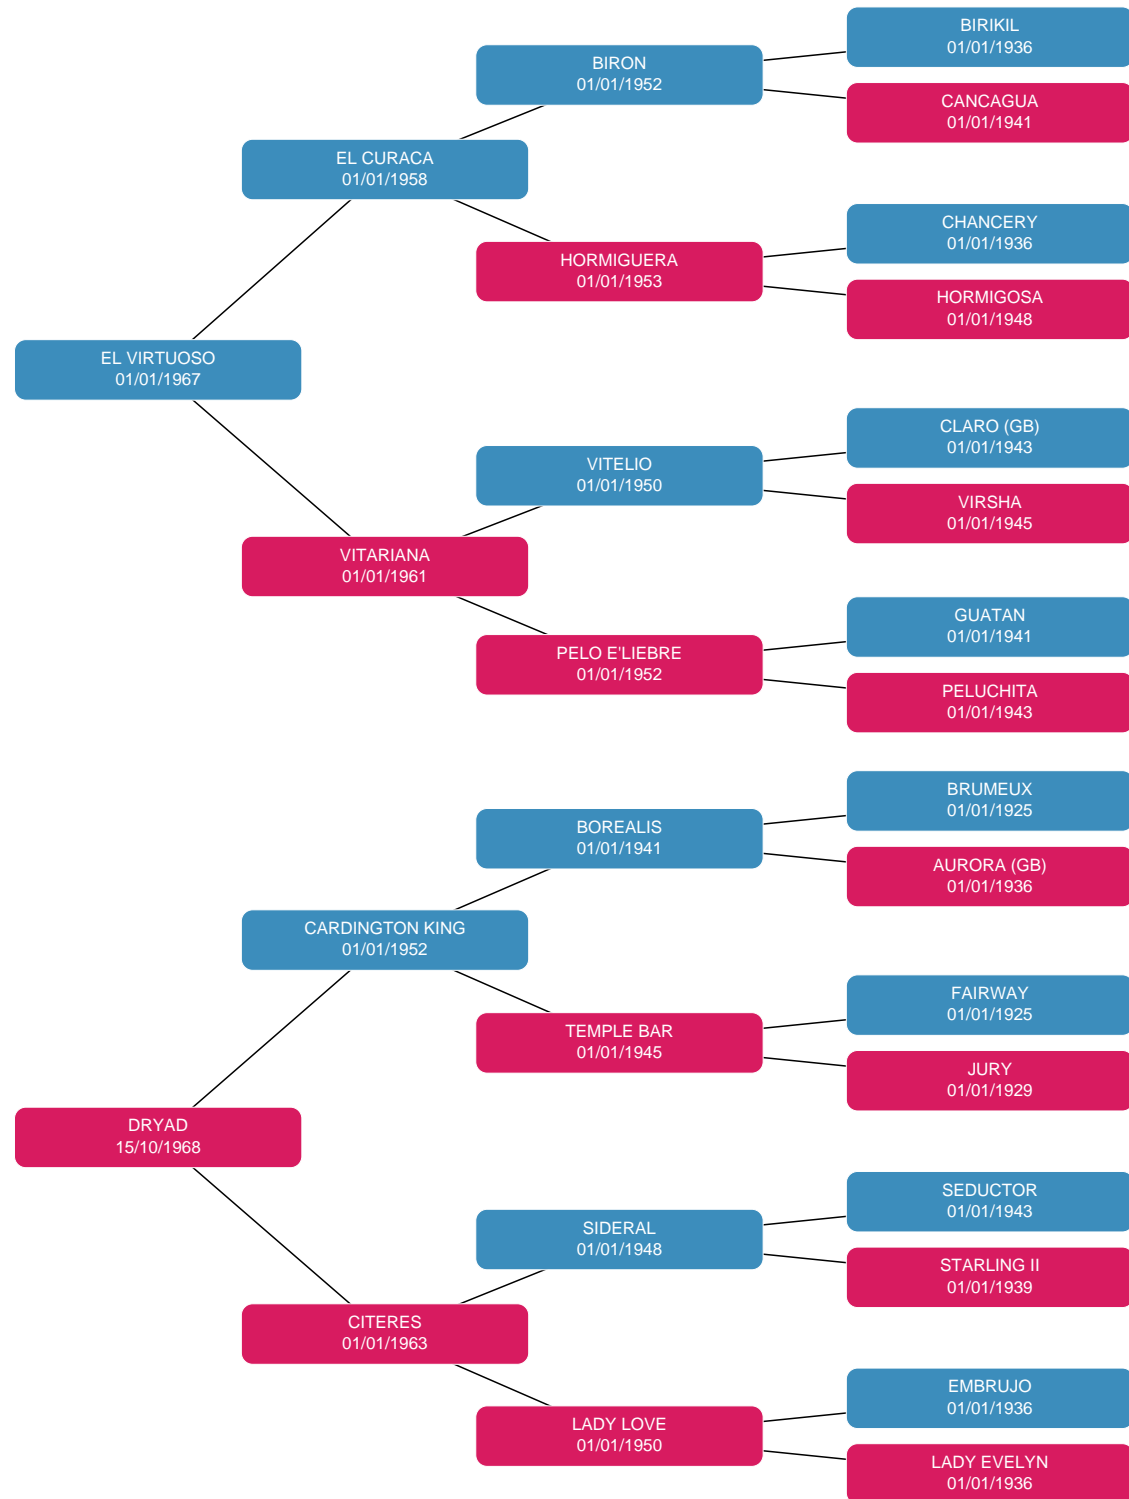 BIRIKIL
01/01/1936
BIRON
01/01/1952
CANCAGUA
01/01/1941
EL CURACA
01/01/1958
CHANCERY
01/01/1936
HORMIGUERA
01/01/1953
HORMIGOSA
01/01/1948
EL VIRTUOSO
01/01/1967
CLARO (GB)
01/01/1943
VITELIO
01/01/1950
VIRSHA
01/01/1945
VITARIANA
01/01/1961
GUATAN
01/01/1941
PELO E'LIEBRE
01/01/1952
PELUCHITA
01/01/1943
BRUMEUX
01/01/1925
BOREALIS
01/01/1941
AURORA (GB)
01/01/1936
CARDINGTON KING
01/01/1952
FAIRWAY
01/01/1925
TEMPLE BAR
01/01/1945
JURY
01/01/1929
DRYAD
15/10/1968
SEDUCTOR
01/01/1943
SIDERAL
01/01/1948
STARLING II
01/01/1939
CITERES
01/01/1963
EMBRUJO
01/01/1936
LADY LOVE
01/01/1950
LADY EVELYN
01/01/1936